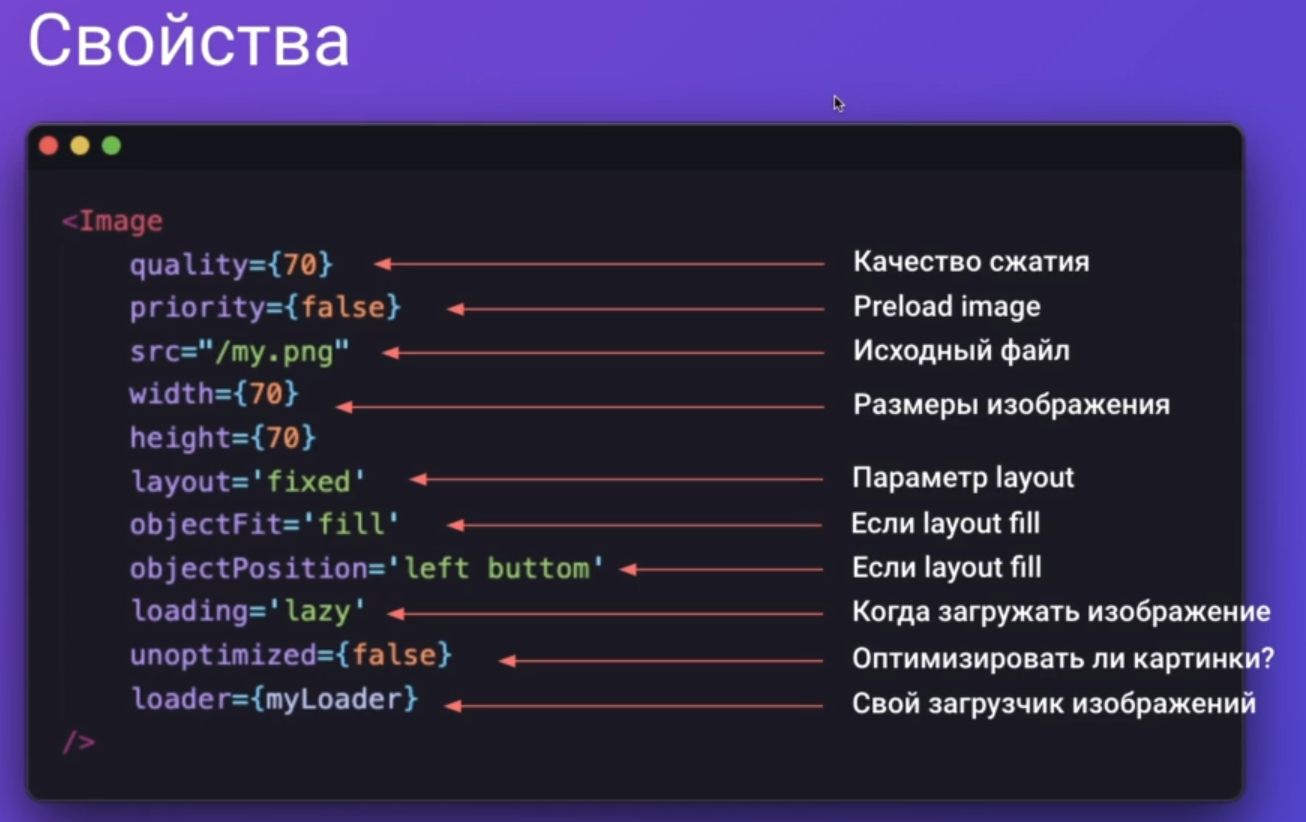 Свойства
<Image
quality={70} Качество сжатия
priority={false} Preload image
src="/my.png" Исходный файл
width={70}
Размеры изображения
height={70}
layout='fixed' Параметр layout
objectFit='fill' Если layout fill
objectPosition='left buttom' Если layout fill
loading='lazy' Когда загружать изображение
unoptimized={false} Оптимизировать ли картинки?
loader={myLoader} Свой загрузчик изображений
/>